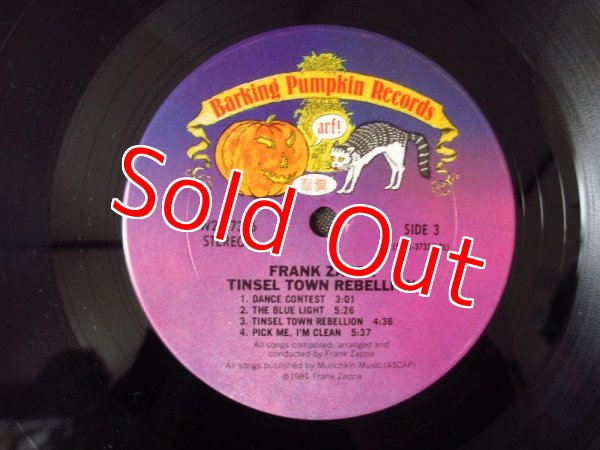 Barking Pumpkin Records
arf!
Sold Out
STEREO
SIDE 3
FRANK
TINSEL TOWN
1. DANCE CONTEST 3:01
2. THE BLUE LIGHT 5:26
3. TINSEL TOWN REBELLION 4:36
4. PICK ME, I'M CLEAN 5:37
All songs composed, arranged and
conducted by Frank Zappa
All songs published by Munchkin Music (ASCAP)
℗1981 Frank Zappa